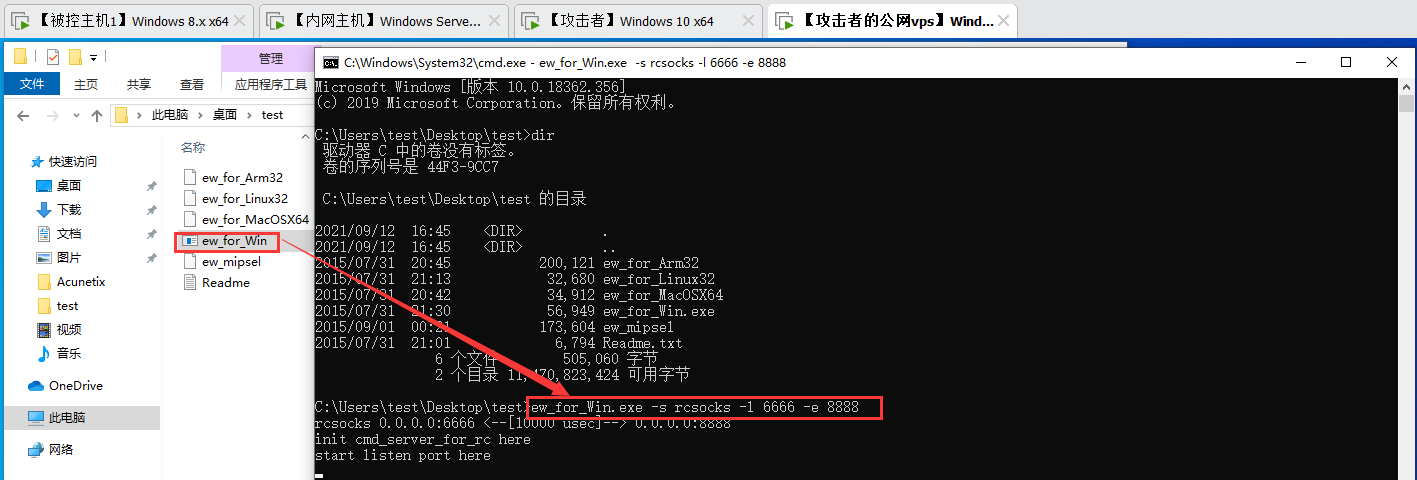 【被控主机1】Windows 8.x x64
【内网主机】Windows Serve...
【攻击者】Windows 10 x64
【攻击者的公网vps】Wind...
管理
文件
主页
共享
查看
应用程序工具
此电脑
桌面
test
名称
快速访问
桌面
下载
文档
图片
Acunetix
test
视频
音乐
OneDrive
此电脑
网络
ew_for_Arm32
ew_for_Linux32
ew_for_MacOSX64
ew_for_Win
ew_mipsel
Readme
C:\Windows\System32\cmd.exe - ew_for_Win.exe -s rcsocks -l 6666 -e 8888
Microsoft Windows [版本 10.0.18362.356]
(c) 2019 Microsoft Corporation。保留所有权利。
C:\Users\test\Desktop\test>dir
驱动器 C 中的卷没有标签。
卷的序列号是 44F3-9CC7
C:\Users\test\Desktop\test 的目录
2021/09/12 16:45 <DIR> .
2021/09/12 16:45 <DIR> ..
2015/07/31 20:45 200,121 ew_for_Arm32
2015/07/31 21:13 32,680 ew_for_Linux32
2015/07/31 20:42 34,912 ew_for_MacOSX64
2015/07/31 21:30 56,949 ew_for_Win.exe
2015/09/01 00:21 173,604 ew_mipsel
2015/07/31 21:01 6,794 Readme.txt
6 个文件 505,060 字节
2 个目录 11,470,823,424 可用字节
C:\Users\test\Desktop\test>ew_for_Win.exe -s rcsocks -l 6666 -e 8888
rcsocks 0.0.0.0:6666 <--[10000 usec]--> 0.0.0.0:8888
init cmd_server_for_rc here
start listen port here